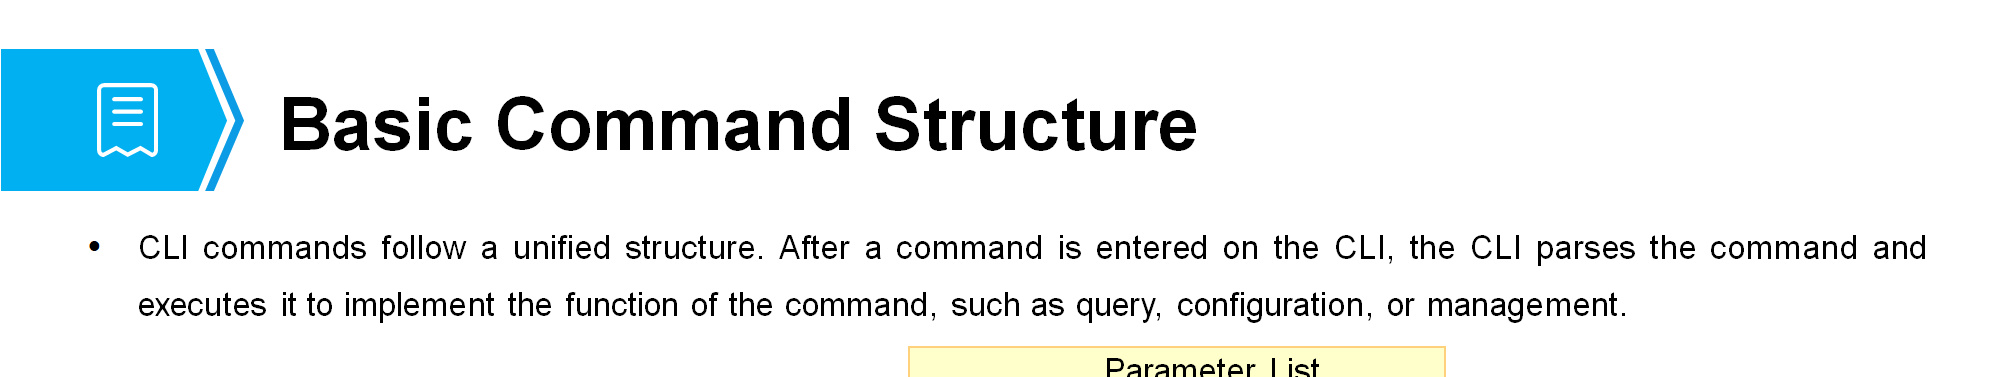 Basic Command Structure
• CLI commands follow a unified structure. After a command is entered on the CLI, the CLI parses the command and
executes it to implement the function of the command, such as query, configuration, or management.
Parameter List